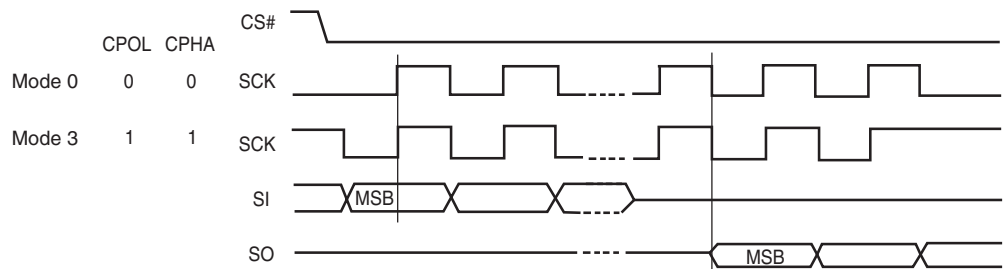 CS#
CPOL CPHA
Mode 0 0 0 SCK
Mode 3 1 1 SCK
SI MSB
SO MSB